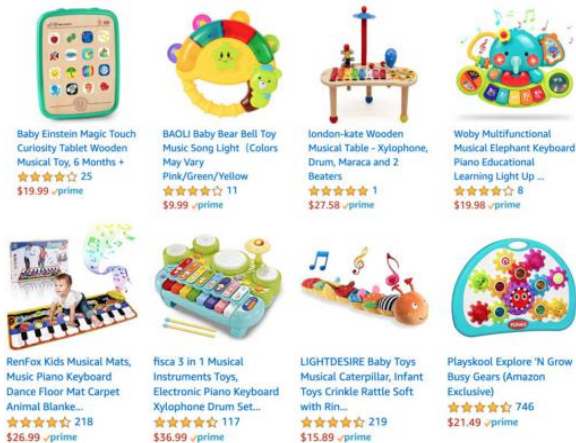 Baby Einstein Magic Touch
Curiosity Tablet Wooden
Musical Toy, 6 Months +
25
$19.99 prime
BAOLI Baby Bear Bell Toy
Music Song Light (Colors
May Vary
Pink/Green/Yellow
11
$9.99 prime
london-kate Wooden
Musical Table - Xylophone,
Drum, Maraca and 2
Beaters
1
$27.58 prime
Woby Multifunctional
Musical Elephant Keyboard
Piano Educational
Learning Light Up ...
8
$19.98 prime
RenFox Kids Musical Mats,
Music Piano Keyboard
Dance Floor Mat Carpet
Animal Blanke...
218
$26.99 prime
fisca 3 in 1 Musical
Instruments Toys,
Electronic Piano Keyboard
Xylophone Drum Set...
117
$36.99 prime
LIGHTDESIRE Baby Toys
Musical Caterpillar, Infant
Toys Crinkle Rattle Soft
with Rin...
219
$15.89 prime
Playskool Explore 'N Grow
Busy Gears (Amazon
Exclusive)
746
$21.49 prime